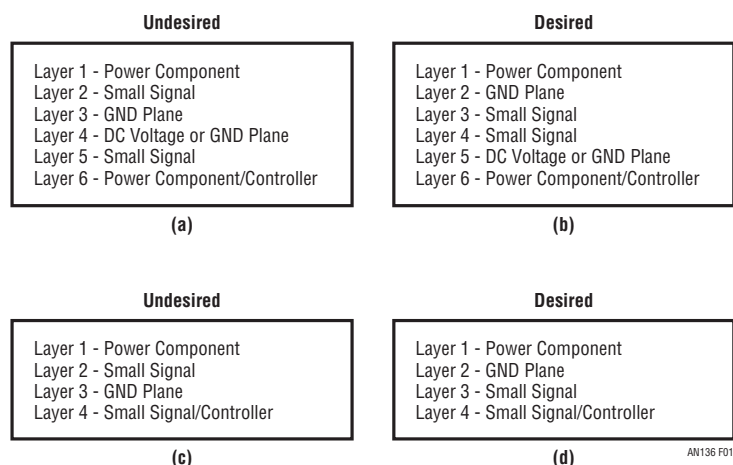 Undesired
Layer 1 - Power Component
Layer 2 - Small Signal
Layer 3 - GND Plane
Layer 4 - DC Voltage or GND Plane
Layer 5 - Small Signal
Layer 6 - Power Component/Controller
(a)
Desired
Layer 1 - Power Component
Layer 2 - GND Plane
Layer 3 - Small Signal
Layer 4 - Small Signal
Layer 5 - DC Voltage or GND Plane
Layer 6 - Power Component/Controller
(b)
Undesired
Layer 1 - Power Component
Layer 2 - Small Signal
Layer 3 - GND Plane
Layer 4 - Small Signal/Controller
(c)
Desired
Layer 1 - Power Component
Layer 2 - GND Plane
Layer 3 - Small Signal
Layer 4 - Small Signal/Controller
(d)
AN136 F01